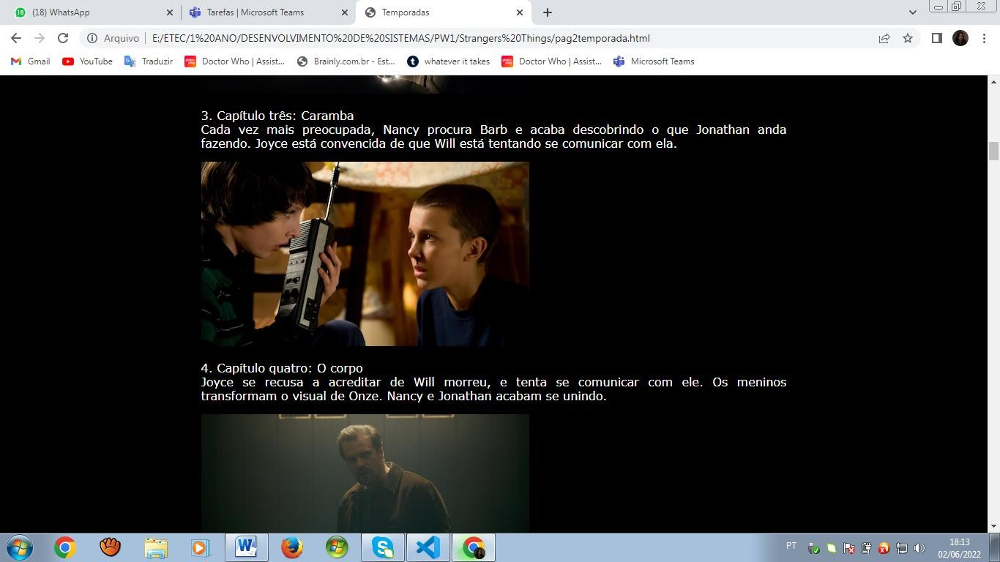 (18) WhatsApp
Tarefas | Microsoft Teams
Temporadas
Arquivo | E:/ETEC/1%20ANO/DESENVOLVIMENTO%20DE%20SISTEMAS/PW1/Strangers%20Things/pag2temporada.html
Gmail
YouTube
Traduzir
Doctor Who | Assist...
Brainly.com.br - Est...
whatever it takes
Doctor Who | Assist...
Microsoft Teams
3. Capítulo três: Caramba
Cada vez mais preocupada, Nancy procura Barb e acaba descobrindo o que Jonathan anda
fazendo. Joyce está convencida de que Will está tentando se comunicar com ela.
4. Capítulo quatro: O corpo
Joyce se recusa a acreditar de Will morreu, e tenta se comunicar com ele. Os meninos
transformam o visual de Onze. Nancy e Jonathan acabam se unindo.
PT
18:13
02/06/2022